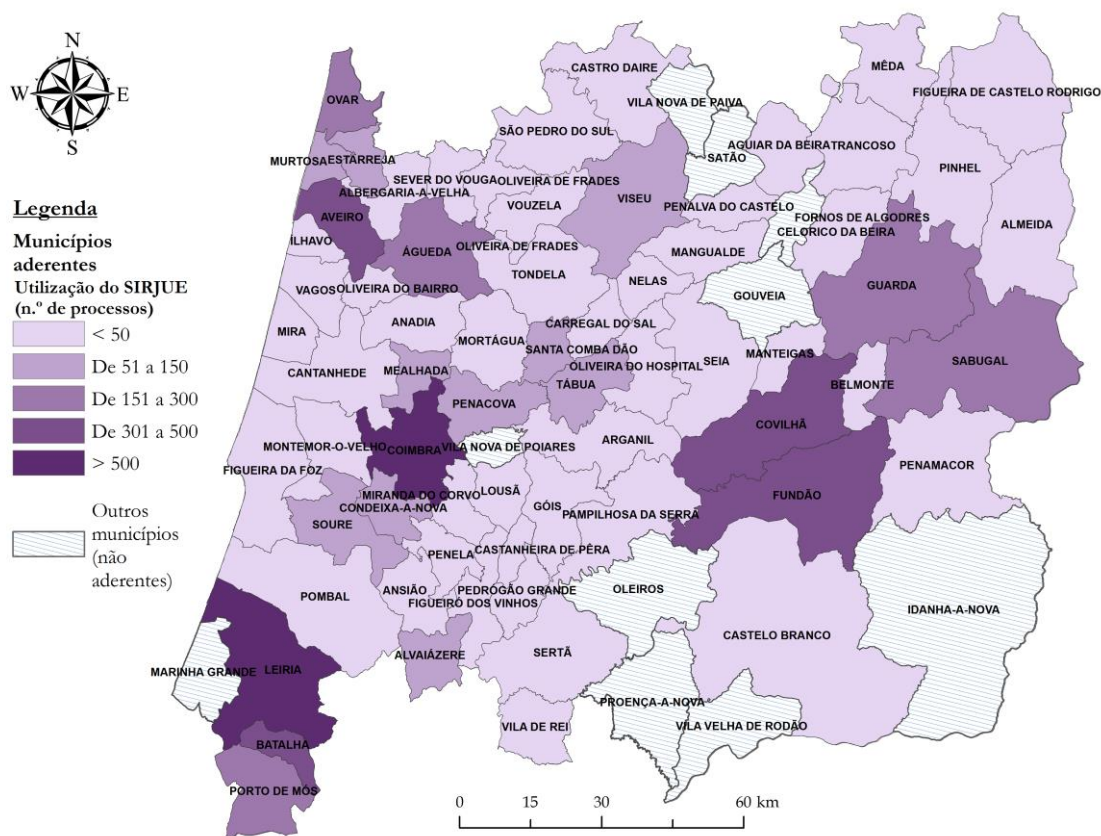 N
W
E
S
Legenda
Municípios
aderentes
Utilização do SIRJUE
(n.º de processos)
< 50
De 51 a 150
De 151 a 300
De 301 a 500
> 500
Outros
municípios
(não
aderentes)
CASTRO DAIRE
MÊDA
VILA NOVA DE PAIVA
FIGUEIRA DE CASTELO RODRIGO
OVAR
SÃO PEDRO DO SUL
AGUIAR DA BEIRA
TRANCOSO
MURTOSA
ESTARREJA
SATÃO
PINHEL
SEVER DO VOUGA
OLIVEIRA DE FRADES
ALBERGARIA-A-VELHA
VISEU
PENALVA DO CASTELO
VOUZELA
AVEIRO
FORNOS DE ALGODRES
ALMEIDA
CELORICO DA BEIRA
ÍLHAVO
ÁGUEDA
OLIVEIRA DE FRADES
MANGUALDE
TONDELA
NELAS
GOUVEIA
GUARDA
VAGOS
OLIVEIRA DO BAIRRO
ANADIA
CARREGAL DO SAL
MIRA
MORTÁGUA
SANTA COMBA DÃO
MANTEIGAS
SEIA
SABUGAL
CANTANHEDE
MEALHADA
OLIVEIRA DO HOSPITAL
TÁBUA
BELMONTE
PENACOVA
COVILHÃ
MONTEMOR-O-VELHO
COIMBRA
VILA NOVA DE POIARES
ARGANIL
PENAMACOR
FIGUEIRA DA FOZ
MIRANDA DO CORVO
LOUSÃ
FUNDÃO
CONDEIXA-A-NOVA
GÓIS
PAMPILHOSA DA SERRA
SOURE
PENELA
CASTANHEIRA DE PÊRA
POMBAL
ANSIÃO
PEDRÓGÃO GRANDE
OLEIROS
FIGUEIRÓ DOS VINHOS
IDANHA-A-NOVA
CASTELO BRANCO
ALVAIÁZERE
SERTÃ
MARINHA GRANDE
LEIRIA
PROENÇA-A-NOVA
VILA DE REI
VILA VELHA DE RODÃO
BATALHA
PORTO DE MÓS
0 15 30 60 km